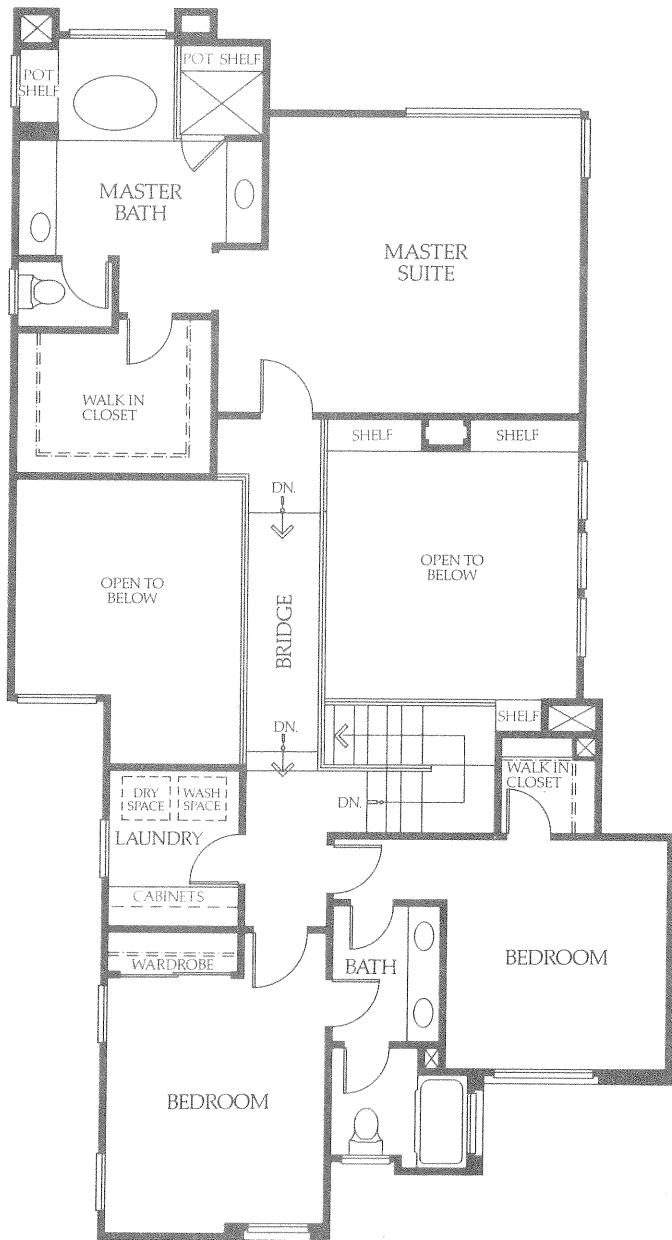 POT SHELF
POT
SHELF
MASTER
BATH
MASTER
SUITE
WALK IN
CLOSET
SHELF
SHELF
DN.
OPEN TO
BELOW
OPEN TO
BELOW
BRIDGE
DN.
SHELF
WALK IN
CLOSET
DRY
SPACE
WASH
SPACE
DN.
LAUNDRY
CABINETS
WARDROBE
BATH
BEDROOM
BEDROOM